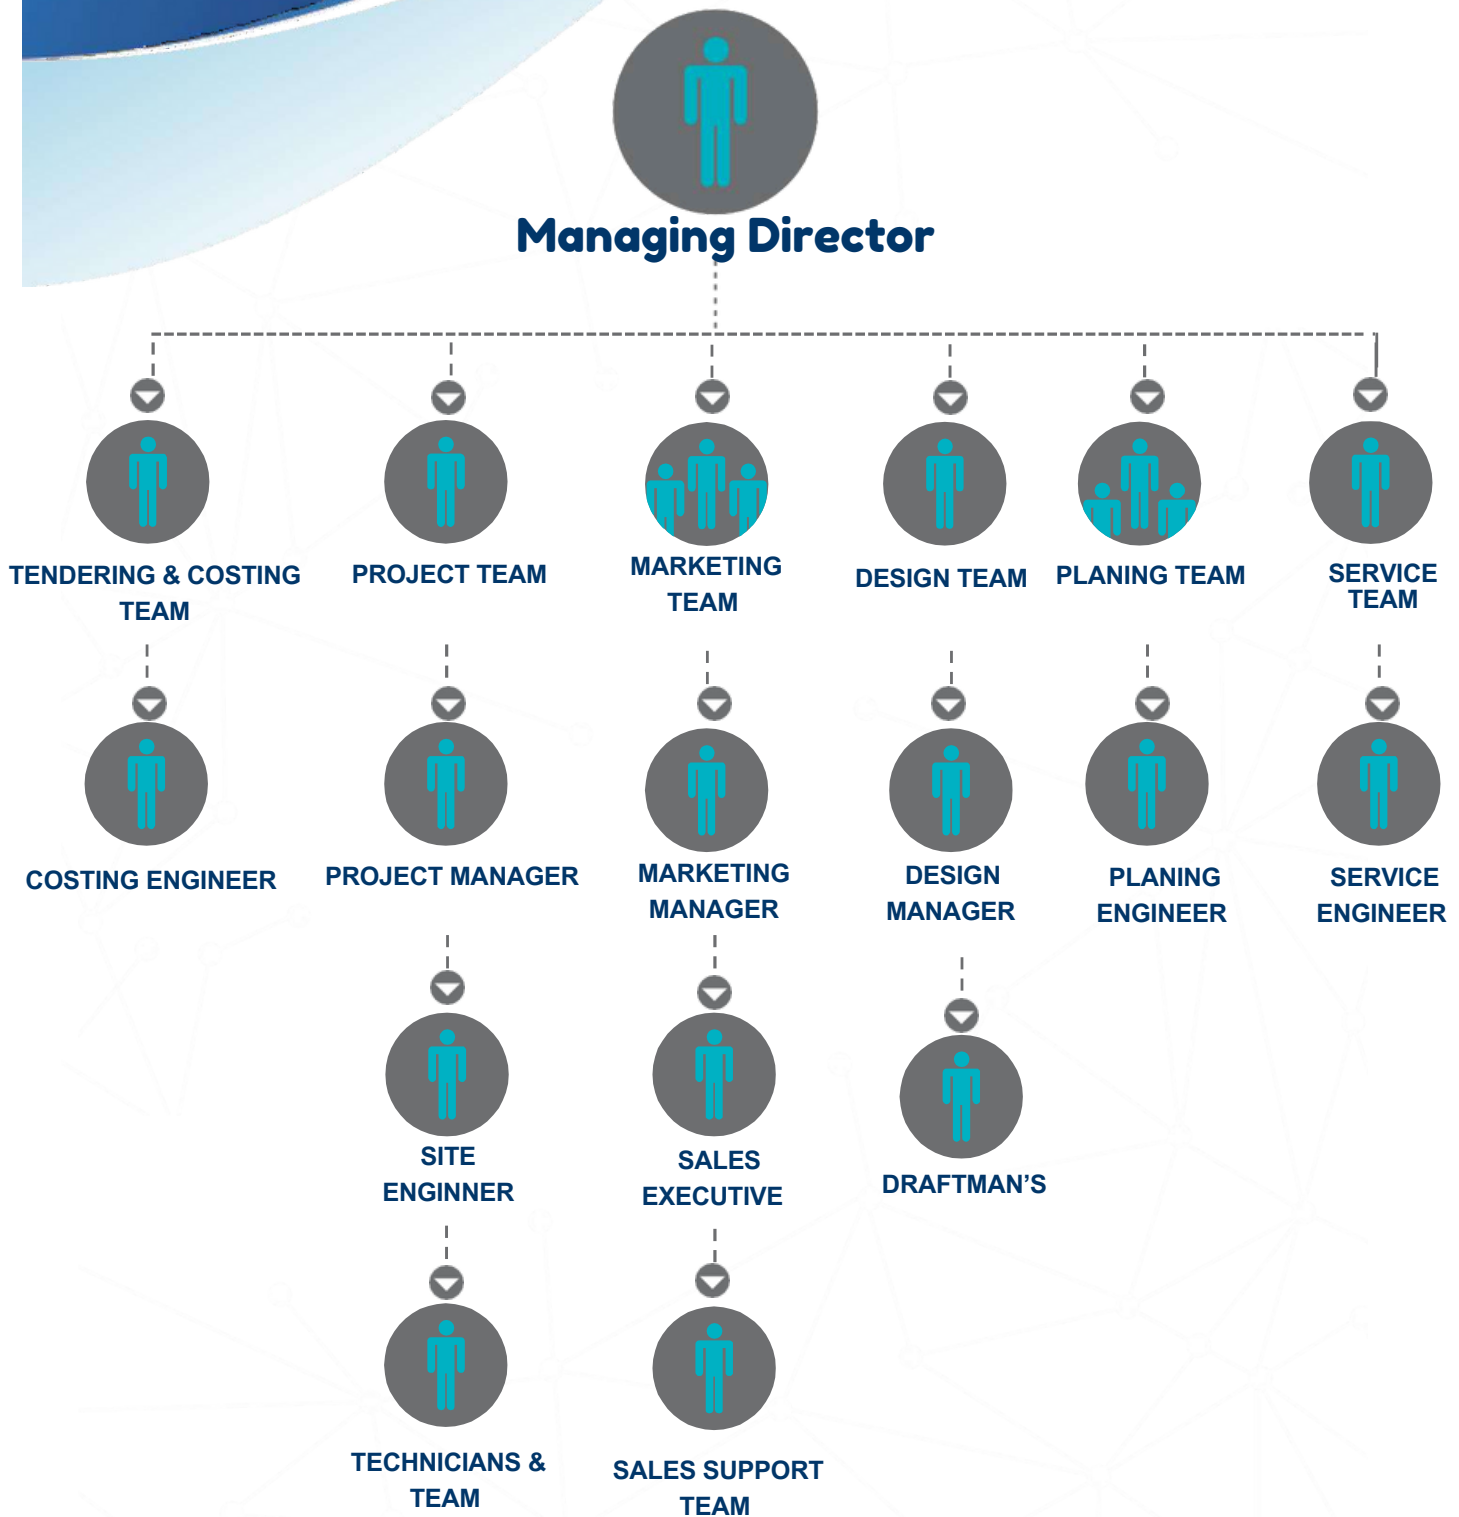 Managing Director
TENDERING & COSTING
TEAM
PROJECT TEAM
MARKETING
TEAM
DESIGN TEAM
PLANING TEAM
SERVICE
TEAM
COSTING ENGINEER
PROJECT MANAGER
MARKETING
MANAGER
DESIGN
MANAGER
PLANING
ENGINEER
SERVICE
ENGINEER
SITE
ENGINNER
SALES
EXECUTIVE
DRAFTMAN’S
TECHNICIANS &
TEAM
SALES SUPPORT
TEAM